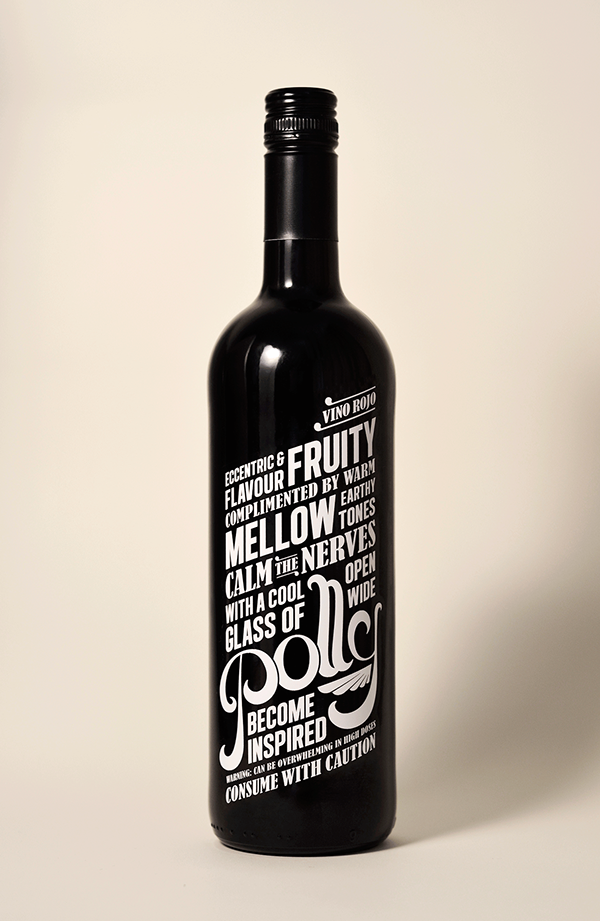 VINO ROJO
ECCENTRIC & FRUITY
FLAVOUR
COMPLIMENTED BY WARM
MELLOW EARTHY
TONES
CALM THE NERVES
WITH A COOL OPEN
GLASS OF WIDE
Polly
BECOME
INSPIRED
WARNING: CAN BE OVERWHELMING IN HIGH DOSES
CONSUME WITH CAUTION